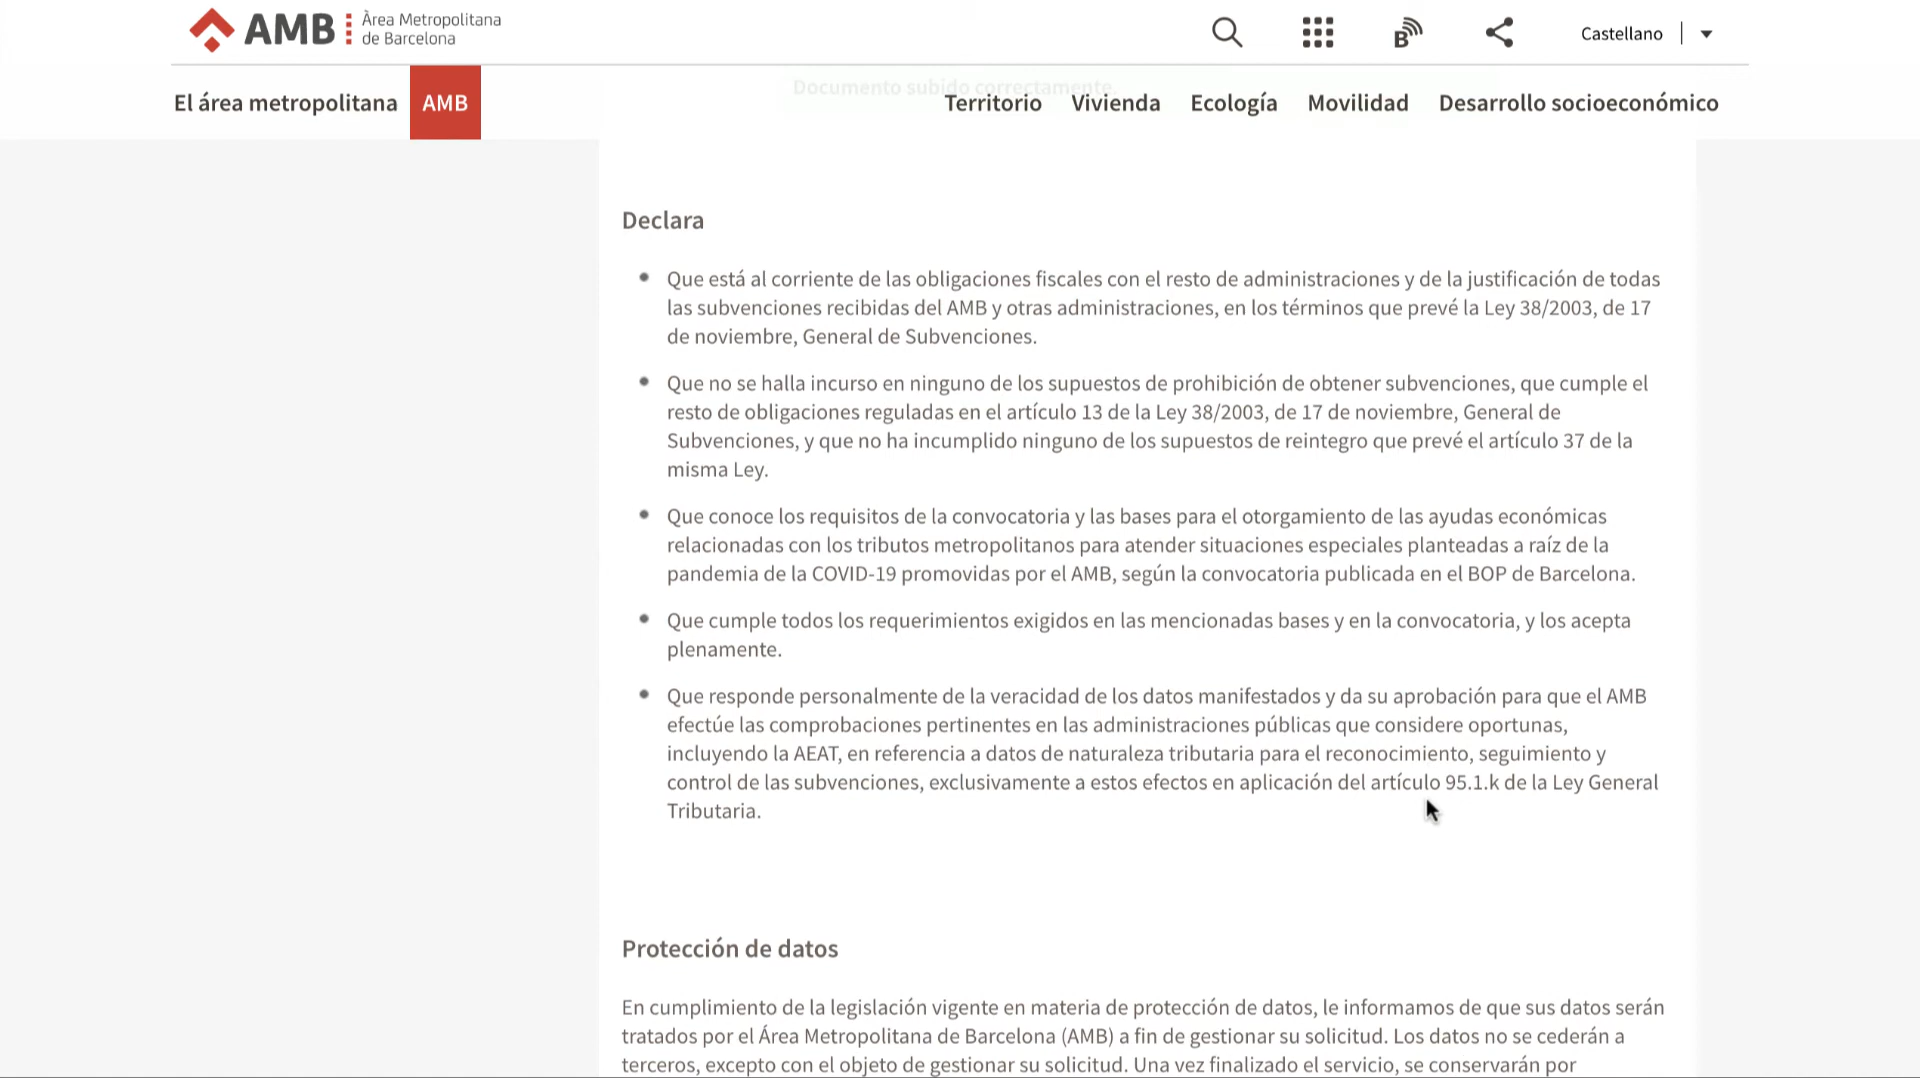 AMB Àrea Metropolitana
de Barcelona
B
Castellano
Documento subido correctamente.
El área metropolitana AMB Territorio Vivienda Ecología Movilidad Desarrollo socioeconómico
Declara
Que está al corriente de las obligaciones fiscales con el resto de administraciones y de la justificación de todas
las subvenciones recibidas del AMB y otras administraciones, en los términos que prevé la Ley 38/2003, de 17
de noviembre, General de Subvenciones.
Que no se halla incurso en ninguno de los supuestos de prohibición de obtener subvenciones, que cumple el
resto de obligaciones reguladas en el artículo 13 de la Ley 38/2003, de 17 de noviembre, General de
Subvenciones, y que no ha incumplido ninguno de los supuestos de reintegro que prevé el artículo 37 de la
misma Ley.
Que conoce los requisitos de la convocatoria y las bases para el otorgamiento de las ayudas económicas
relacionadas con los tributos metropolitanos para atender situaciones especiales planteadas a raíz de la
pandemia de la COVID-19 promovidas por el AMB, según la convocatoria publicada en el BOP de Barcelona.
Que cumple todos los requerimientos exigidos en las mencionadas bases y en la convocatoria, y los acepta
plenamente.
Que responde personalmente de la veracidad de los datos manifestados y da su aprobación para que el AMB
efectúe las comprobaciones pertinentes en las administraciones públicas que considere oportunas,
incluyendo la AEAT, en referencia a datos de naturaleza tributaria para el reconocimiento, seguimiento y
control de las subvenciones, exclusivamente a estos efectos en aplicación del artículo 95.1.k de la Ley General
Tributaria.
Protección de datos
En cumplimiento de la legislación vigente en materia de protección de datos, le informamos de que sus datos serán
tratados por el Área Metropolitana de Barcelona (AMB) a fin de gestionar su solicitud. Los datos no se cederán a
terceros, excepto con el objeto de gestionar su solicitud. Una vez finalizado el servicio, se conservarán por